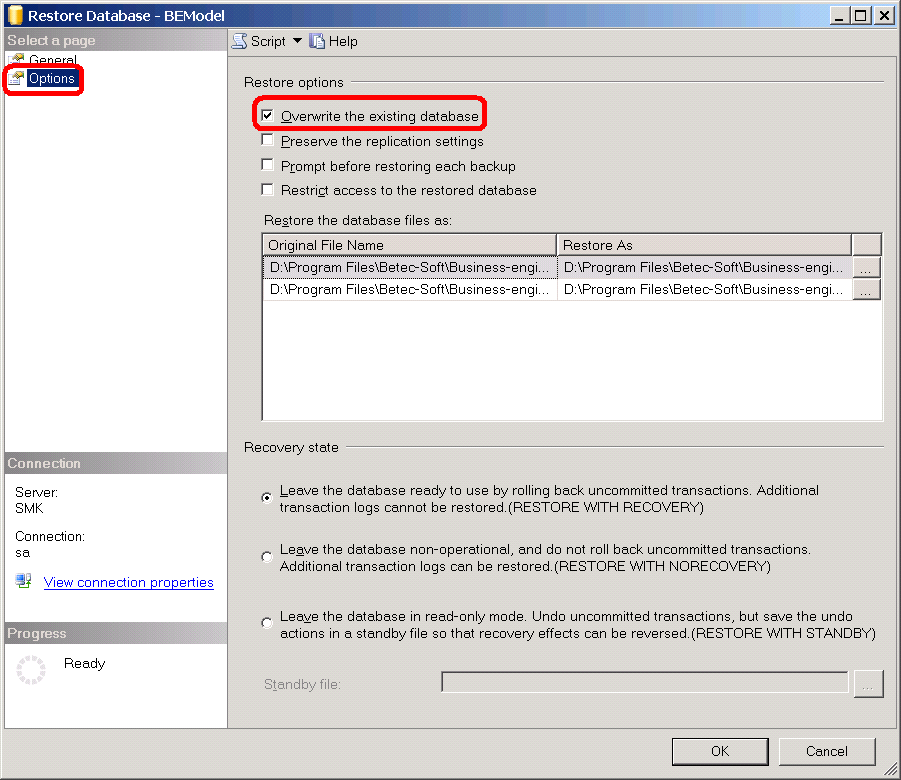 Restore Database - BEModel
Select a page
General
Options
Script
Help
Restore options
Overwrite the existing database
Preserve the replication settings
Prompt before restoring each backup
Restrict access to the restored database
Restore the database files as:
Original File Name Restore As
D:\Program Files\Betec-Soft\Business-engi... D:\Program Files\Betec-Soft\Business-engi... ...
D:\Program Files\Betec-Soft\Business-engi... D:\Program Files\Betec-Soft\Business-engi... ...
Recovery state
Leave the database ready to use by rolling back uncommitted transactions. Additional
transaction logs cannot be restored.(RESTORE WITH RECOVERY)
Leave the database non-operational, and do not roll back uncommitted transactions.
Additional transaction logs can be restored.(RESTORE WITH NORECOVERY)
Leave the database in read-only mode. Undo uncommitted transactions, but save the undo
actions in a standby file so that recovery effects can be reversed.(RESTORE WITH STANDBY)
Standby file: ...
Connection
Server:
SMK
Connection:
sa
View connection properties
Progress
Ready
OK Cancel